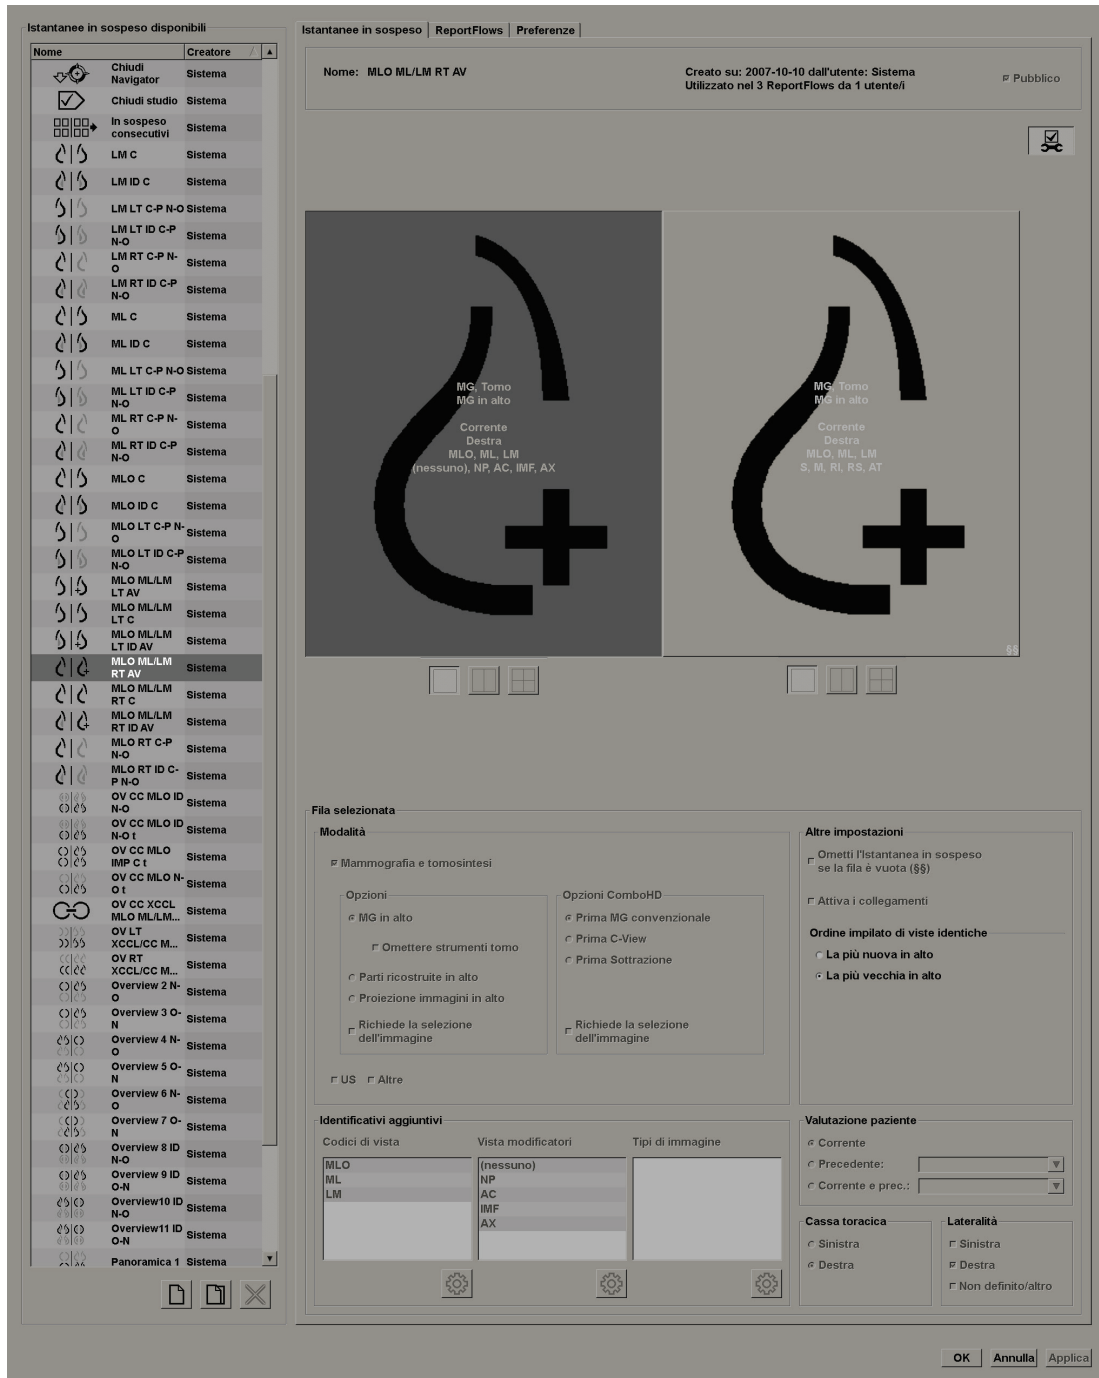 Istantanee in sospeso disponibili
Nome Creatore
Chiudi Navigator Sistema
Chiudi studio Sistema
In sospeso consecutivi Sistema
LM C Sistema
LM ID C Sistema
LM LT C-P N-O Sistema
LM LT ID C-P N-O Sistema
LM RT C-P N-O Sistema
LM RT ID C-P N-O Sistema
ML C Sistema
ML ID C Sistema
ML LT C-P N-O Sistema
ML LT ID C-P N-O Sistema
ML RT C-P N-O Sistema
ML RT ID C-P N-O Sistema
MLO C Sistema
MLO ID C Sistema
MLO LT C-P N-O Sistema
MLO LT ID C-P N-O Sistema
MLO ML/LM LT AV Sistema
MLO ML/LM LT C Sistema
MLO ML/LM LT ID AV Sistema
MLO ML/LM RT AV Sistema
MLO ML/LM RT C Sistema
MLO ML/LM RT ID AV Sistema
MLO RT C-P N-O Sistema
MLO RT ID C-P N-O Sistema
OV CC MLO ID N-O Sistema
OV CC MLO ID N-O t Sistema
OV CC MLO IMP C t Sistema
OV CC MLO N-O t Sistema
OV CC XCCL MLO ML/LM... Sistema
OV LT XCCL/CC M... Sistema
OV RT XCCL/CC M... Sistema
Overview 2 N-O Sistema
Overview 3 O-N Sistema
Overview 4 N-O Sistema
Overview 5 O-N Sistema
Overview 6 N-O Sistema
Overview 7 O-N Sistema
Overview 8 ID N-O Sistema
Overview 9 ID O-N Sistema
Overview10 ID N-O Sistema
Overview11 ID O-N Sistema
Panoramica 1 Sistema
Istantanee in sospeso ReportFlows Preferenze
Nome: MLO ML/LM RT AV
Creato su: 2007-10-10 dall'utente: Sistema
Utilizzato nel 3 ReportFlows da 1 utente/i
Pubblico
MG, Tomo
MG in alto
Corrente
Destra
MLO, ML, LM
(nessuno), NP, AC, IMF, AX
MG, Tomo
MG in alto
Corrente
Destra
MLO, ML, LM
S, M, RI, RS, AT
§§
Fila selezionata
Modalità
Mammografia e tomosintesi
Opzioni
MG in alto
Omettere strumenti tomo
Parti ricostruite in alto
Proiezione immagini in alto
Richiede la selezione
dell'immagine
Opzioni ComboHD
Prima MG convenzionale
Prima C-View
Prima Sottrazione
Richiede la selezione
dell'immagine
US Altre
Altre impostazioni
Ometti l'Istantanea in sospeso
se la fila è vuota (§§)
Attiva i collegamenti
Ordine impilato di viste identiche
La più nuova in alto
La più vecchia in alto
Identificativi aggiuntivi
Codici di vista
MLO
ML
LM
Vista modificatori
(nessuno)
NP
AC
IMF
AX
Tipi di immagine
Valutazione paziente
Corrente
Precedente:
Corrente e prec.:
Cassa toracica
Sinistra
Destra
Lateralità
Sinistra
Destra
Non definito/altro
OK Annulla Applica